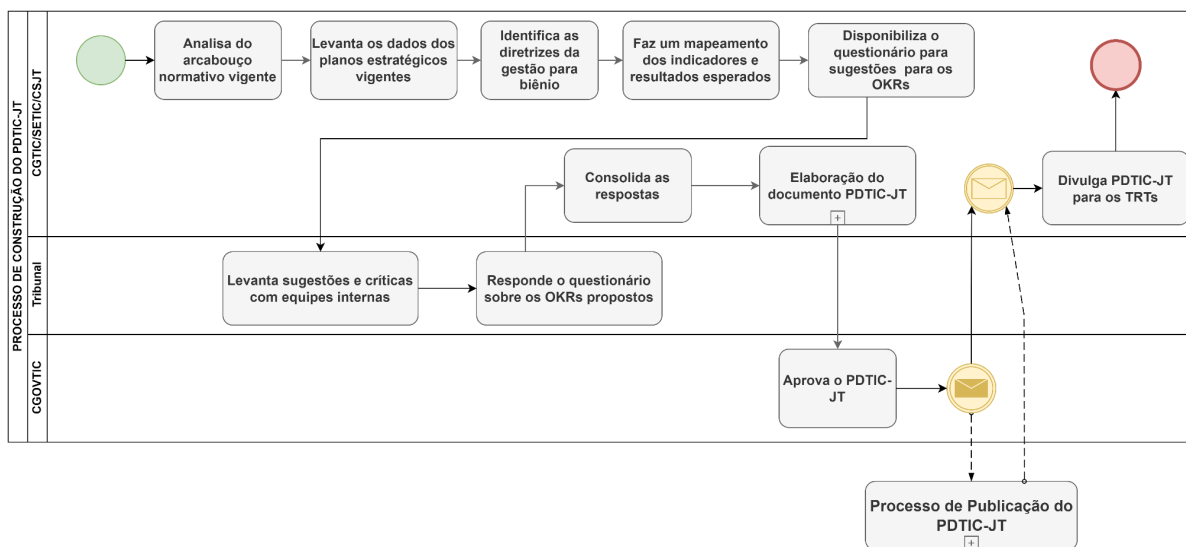 PROCESSO DE CONSTRUÇÃO DO PDTIC-JT
CGTIC/SETIC/CSJT
Analisa do
arcabouço
normativo vigente
Levanta os dados dos
planos estratégicos
vigentes
Identifica as
diretrizes da
gestão para
biênio
Faz um mapeamento
dos indicadores e
resultados esperados
Disponibiliza o
questionário para
sugestões para os
OKRs
Consolida as
respostas
Elaboração do
documento PDTIC-JT
Divulga PDTIC-JT
para os TRTs
Tribunal
Levanta sugestões e críticas
com equipes internas
Responde o questionário
sobre os OKRs propostos
CGOVTIC
Aprova o PDTIC-
JT
Processo de Publicação do
PDTIC-JT